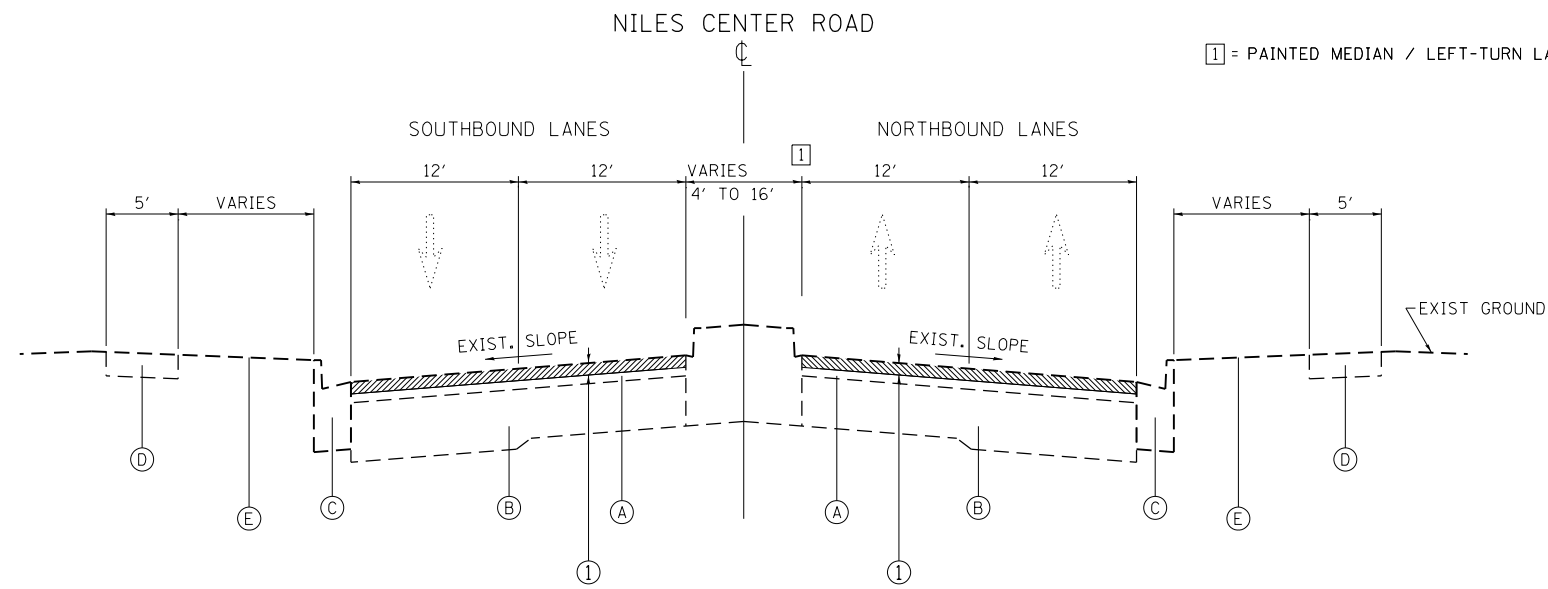 NILES CENTER ROAD
℄
1 = PAINTED MEDIAN / LEFT-TURN
SOUTHBOUND LANES
NORTHBOUND LANES
1
12' 12' VARIES 12' 12'
4' TO 16'
5' VARIES VARIES 5'
EXIST GROUND
EXIST. SLOPE EXIST. SLOPE
D D
E C B A A B C E
1 1